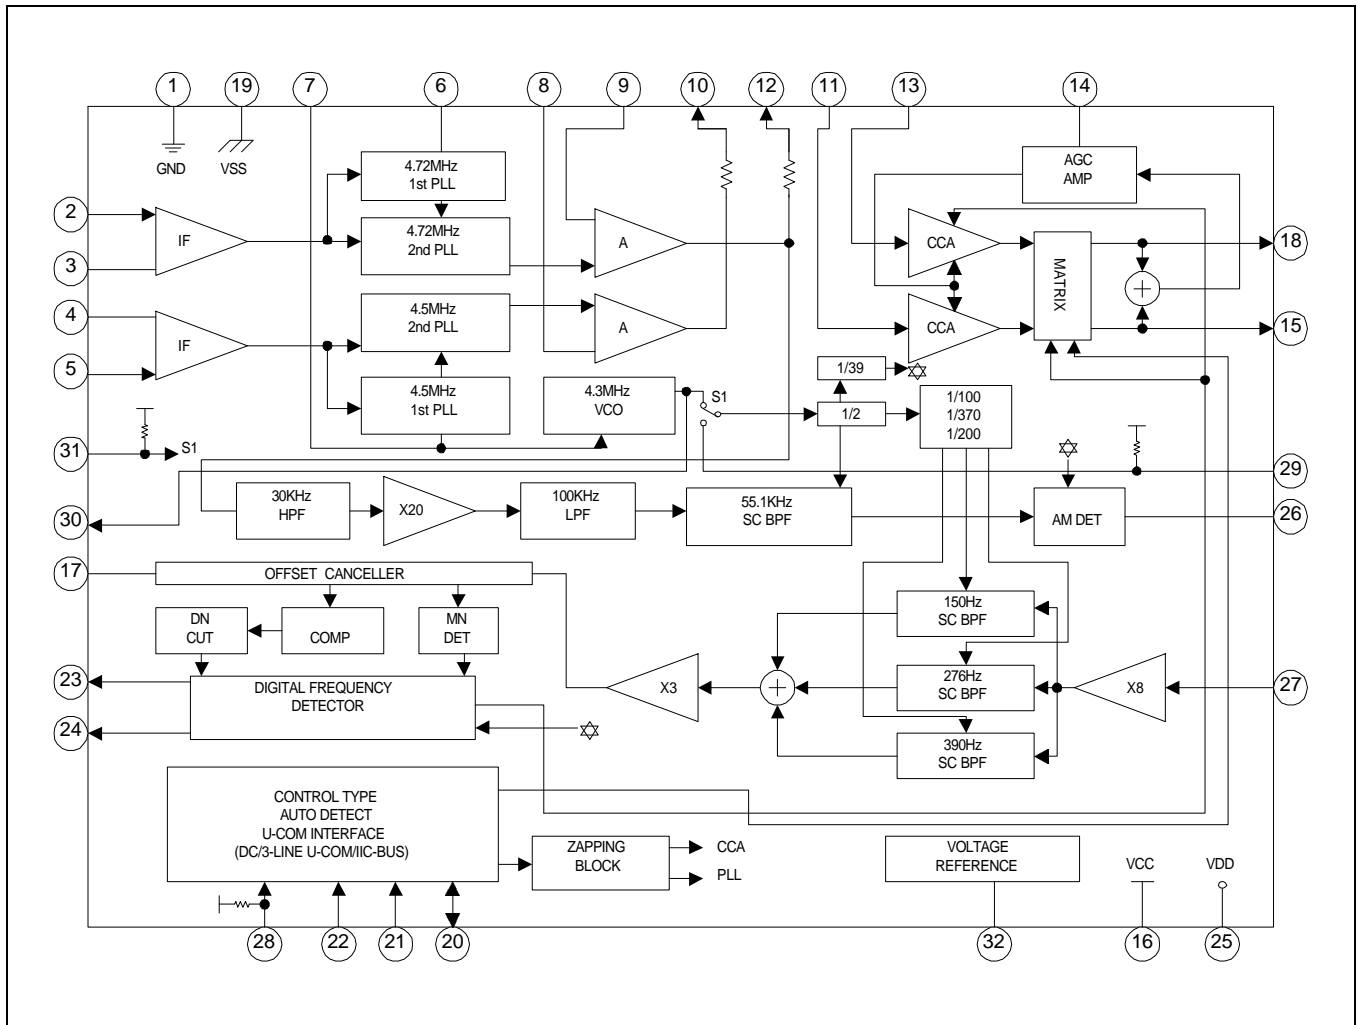 1
19
7
6
8
9
10
12
11
13
14
GND
VSS
4.72MHz
1st PLL
AGC
AMP
2
IF
4.72MHz
2nd PLL
A
CCA
MATRIX
18
3
4
4.5MHz
2nd PLL
A
CCA
15
IF
5
4.5MHz
1st PLL
4.3MHz
VCO
S1
1/39
1/2
1/100
1/370
1/200
31
S1
29
30
30KHz
HPF
X20
100KHz
LPF
55.1KHz
SC BPF
AM DET
26
17
OFFSET CANCELLER
DN
CUT
COMP
MN
DET
150Hz
SC BPF
23
DIGITAL FREQUENCY
DETECTOR
X3
276Hz
SC BPF
X8
27
24
390Hz
SC BPF
CONTROL TYPE
AUTO DETECT
U-COM INTERFACE
(DC/3-LINE U-COM/IIC-BUS)
ZAPPING
BLOCK
CCA
PLL
VOLTAGE
REFERENCE
VCC
VDD
28
22
21
20
32
16
25